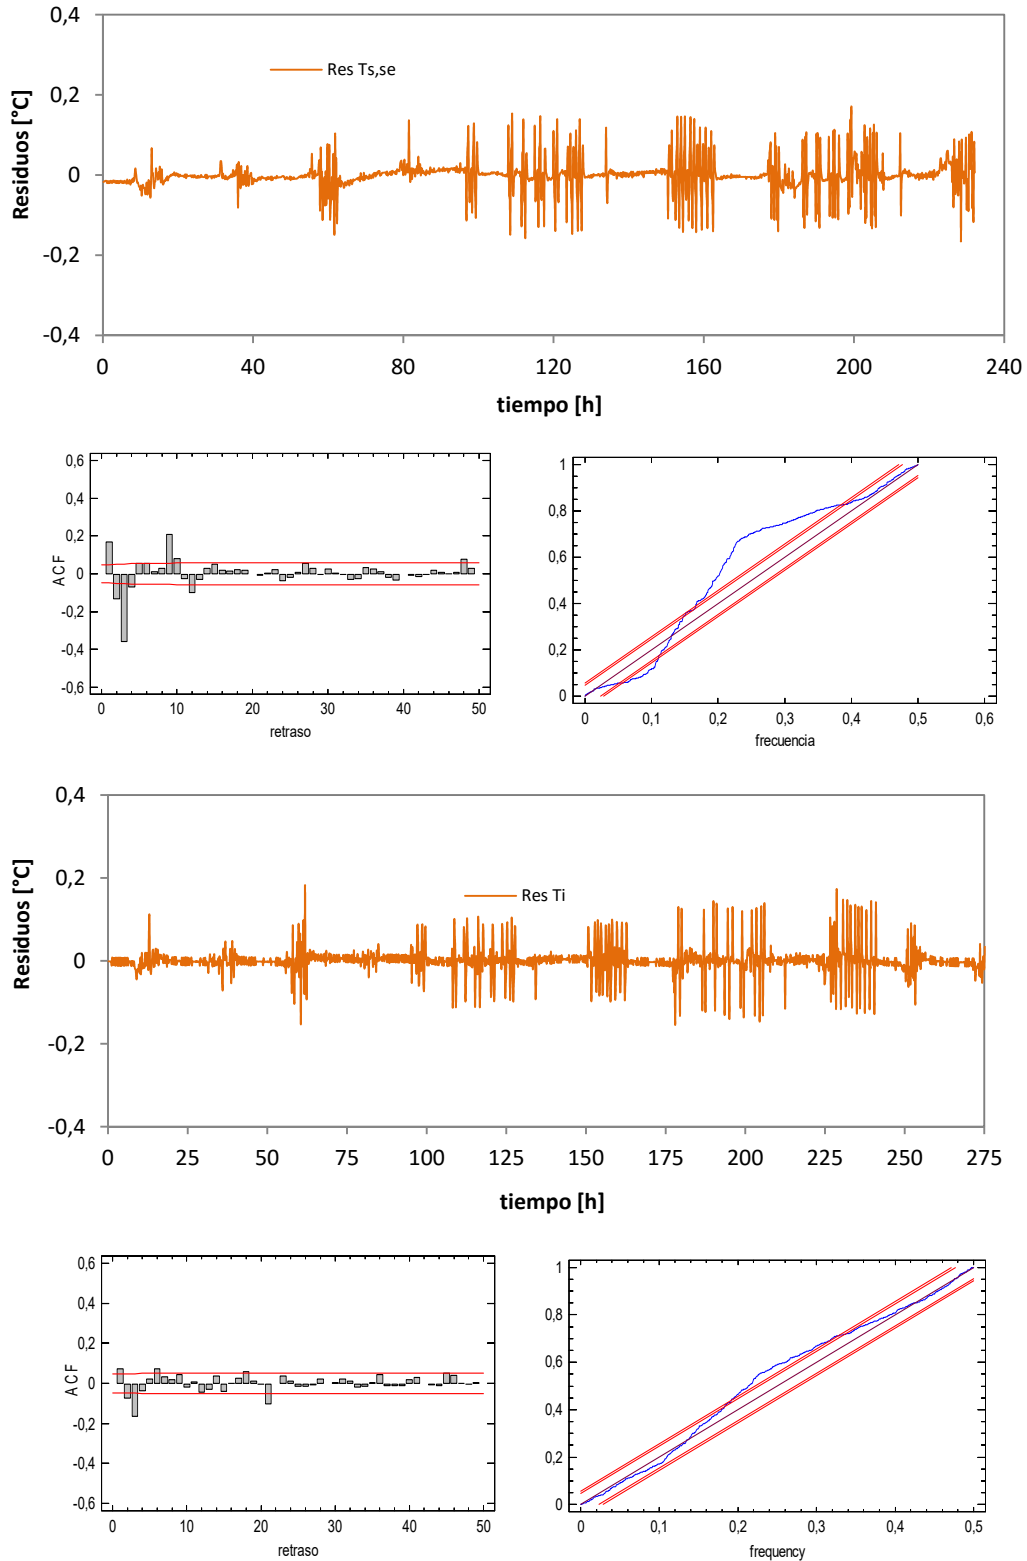 0,4
0,2
0
-0,2
-0,4
Residuos [°C]
Res Ts,se
0 40 80 120 160 200 240
tiempo [h]
0,6
0,4
0,2
0
-0,2
-0,4
-0,6
A C F
0 10 20 30 40 50
retraso
1
0,8
0,6
0,4
0,2
0
0 0,1 0,2 0,3 0,4 0,5 0,6
frecuencia
0,4
0,2
0
-0,2
-0,4
Residuos [°C]
Res Ti
0 25 50 75 100 125 150 175 200 225 250 275
tiempo [h]
0,6
0,4
0,2
0
-0,2
-0,4
-0,6
A C F
0 10 20 30 40 50
retraso
1
0,8
0,6
0,4
0,2
0
0 0,1 0,2 0,3 0,4 0,5
frequency